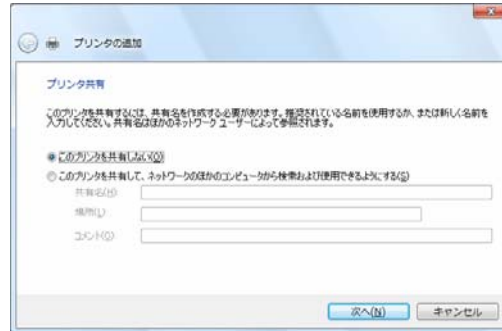 プリンタの追加
プリンタ共有
このプリンタを共有するには、共有名を作成する必要があります。推奨されている名前を使用するか、または新しく名前を
入力してください。共有名はほかのネットワーク ユーザーによって参照されます。
このプリンタを共有しない(O)
このプリンタを共有して、ネットワークのほかのコンピュータから検索および使用できるようにする(S)
共有名(H)
場所(L)
コメント(O)
次へ(N) キャンセル